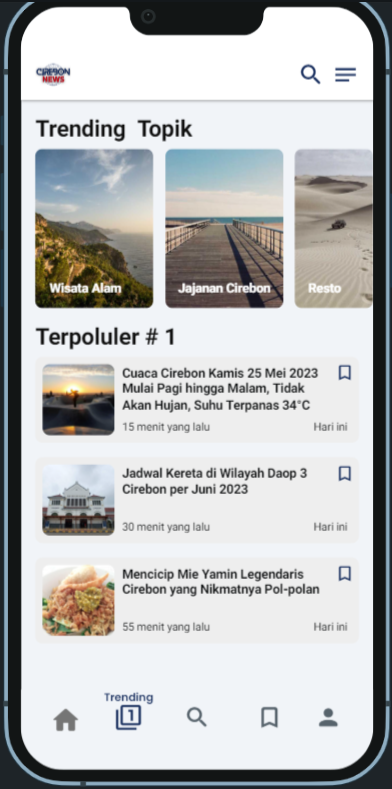 CIREBON
NEWS
Trending Topik
Wisata Alam
Jajanan Cirebon
Resto
Terpoluler # 1
Cuaca Cirebon Kamis 25 Mei 2023
Mulai Pagi hingga Malam, Tidak
Akan Hujan, Suhu Terpanas 34°C
15 menit yang lalu
Hari ini
Jadwal Kereta di Wilayah Daop 3
Cirebon per Juni 2023
30 menit yang lalu
Hari ini
Mencicip Mie Yamin Legendaris
Cirebon yang Nikmatnya Pol-polan
55 menit yang lalu
Hari ini
Trending
1